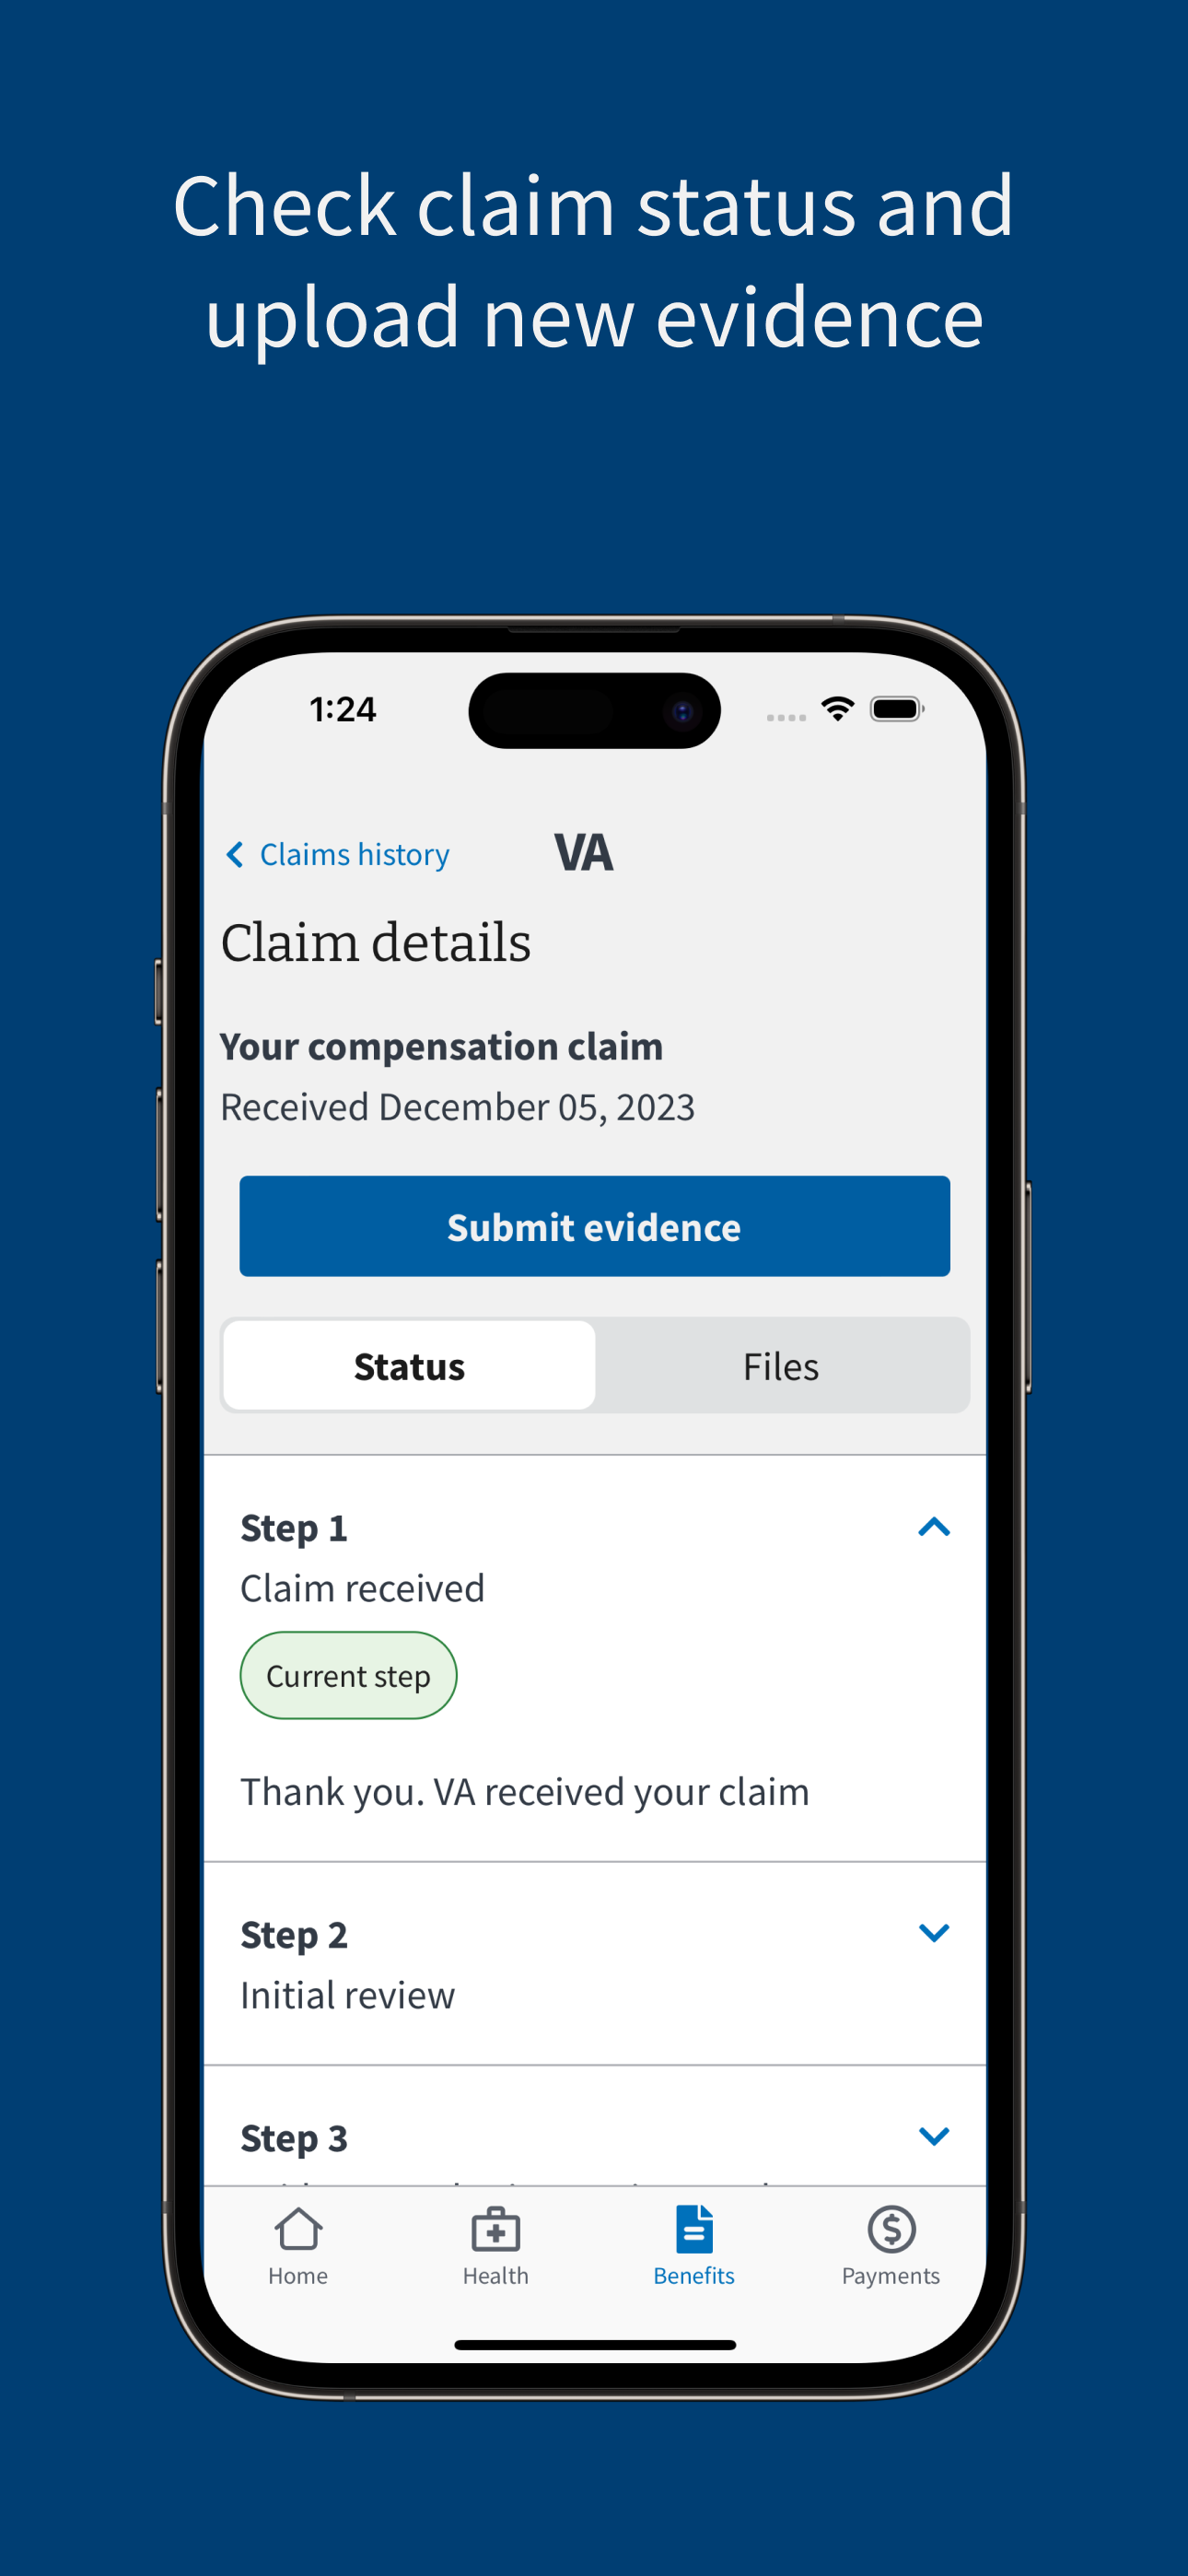 Check claim status and
upload new evidence
1:24
Claims history
VA
Claim details
Your compensation claim
Received December 05, 2023
Submit evidence
Status
Files
Step 1
Claim received
Current step
Thank you. VA received your claim
Step 2
Initial review
Step 3
Home
Health
Benefits
Payments